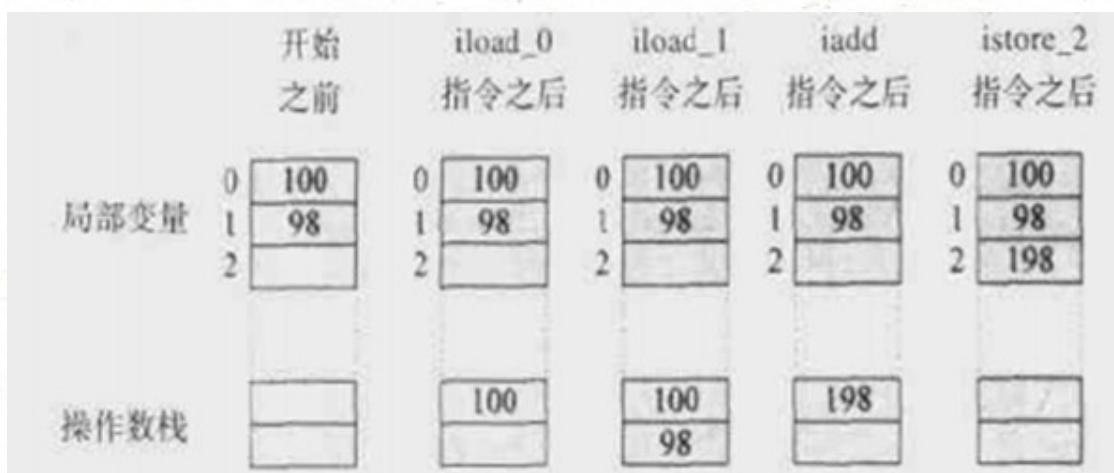 开始 iload_0 iload_1 iadd istore_2
之前 指令之后 指令之后 指令之后 指令之后
0 100 0 100 0 100 0 100 0 100
局部变量 1 98 1 98 1 98 1 98 1 98
2 2 2 2 2 198
100 100 198
操作数栈 98